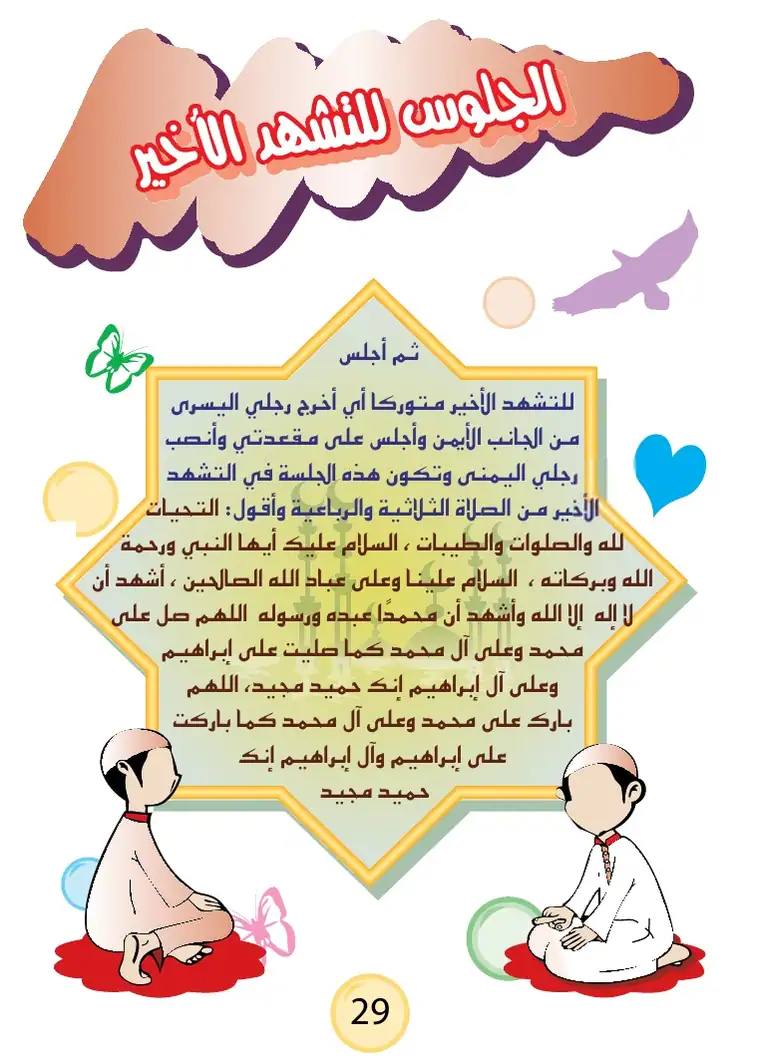 الجلوس للتشهد الأخير
ثم أجلس
للتشهد الأخير متوركا أي أخرج رجلي اليسرى
من الجانب الأيمن وأجلس على مقعدتي وأنصب
رجلي اليمنى وتكون هذه الجلسة في التشهد
الأخير من الصلاة الثلاثية والرباعية وأقول: التحيات
لله والصلوات والطيبات ، السلام عليك أيها النبي ورحمة
الله وبركاته ، السلام علينا وعلى عباد الله الصالحين ، أشهد أن
لا إله إلا الله وأشهد أن محمدًا عبده ورسوله اللهم صل على
محمد وعلى آل محمد كما صليت على إبراهيم
وعلى آل إبراهيم إنك حميد مجيد، اللهم
بارك على محمد وعلى آل محمد كما باركت
على إبراهيم وآل إبراهيم إنك
حميد مجيد
29